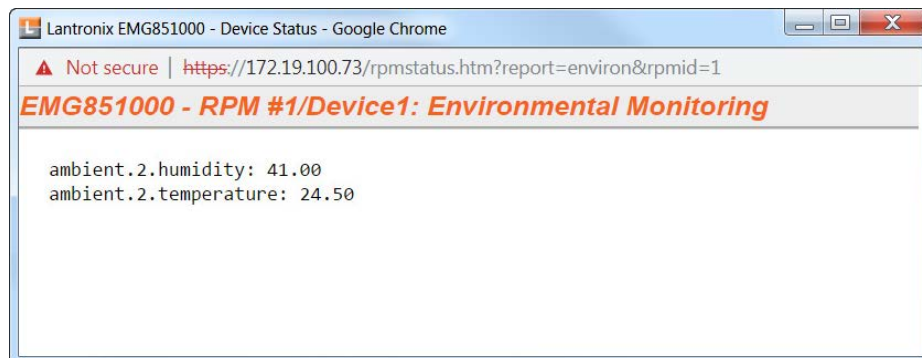 Lantronix EMG851000 - Device Status - Google Chrome
Not secure | https://172.19.100.73/rpmstatus.htm?report=environ&rpmid=1
EMG851000 - RPM #1/Device1: Environmental Monitoring
ambient.2.humidity: 41.00
ambient.2.temperature: 24.50